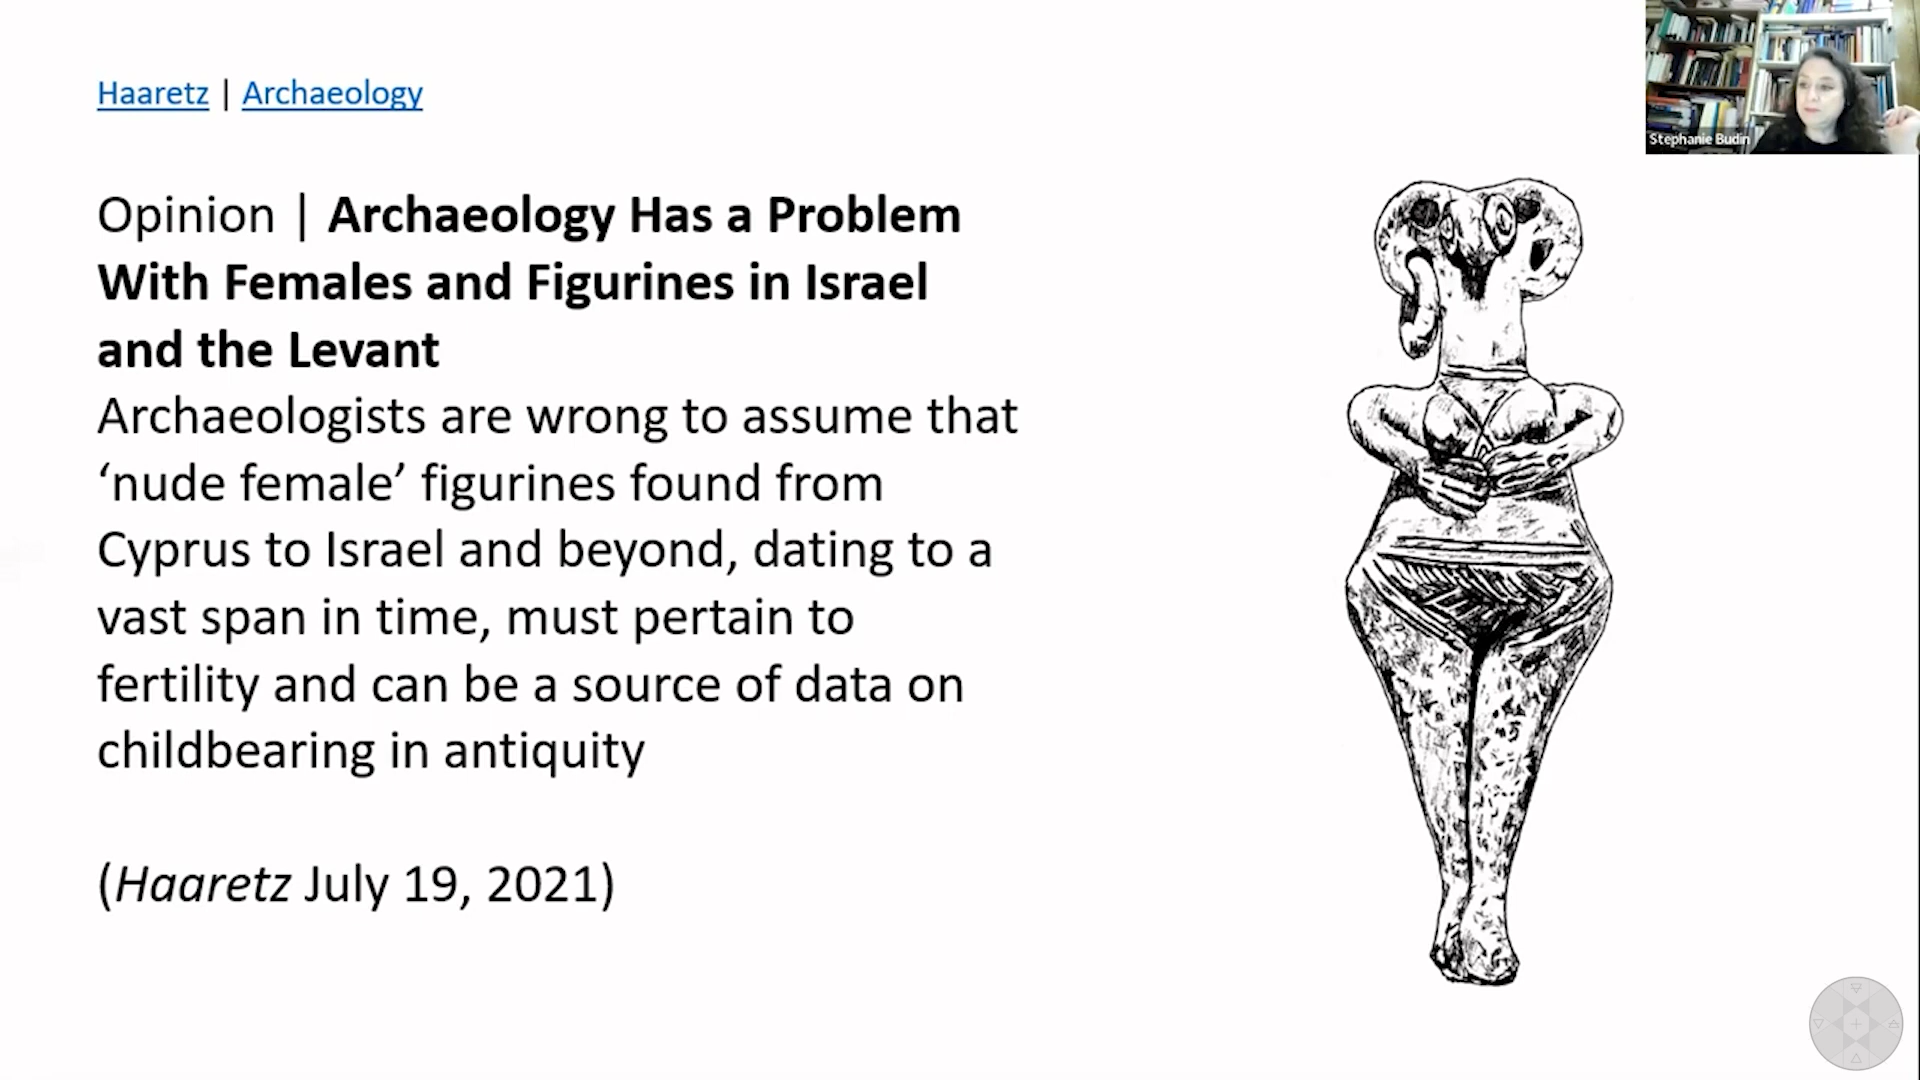 Haaretz | Archaeology
Stephanie Budin
Opinion | Archaeology Has a Problem
With Females and Figurines in Israel
and the Levant
Archaeologists are wrong to assume that
‘nude female’ figurines found from
Cyprus to Israel and beyond, dating to a
vast span in time, must pertain to
fertility and can be a source of data on
childbearing in antiquity
(Haaretz July 19, 2021)